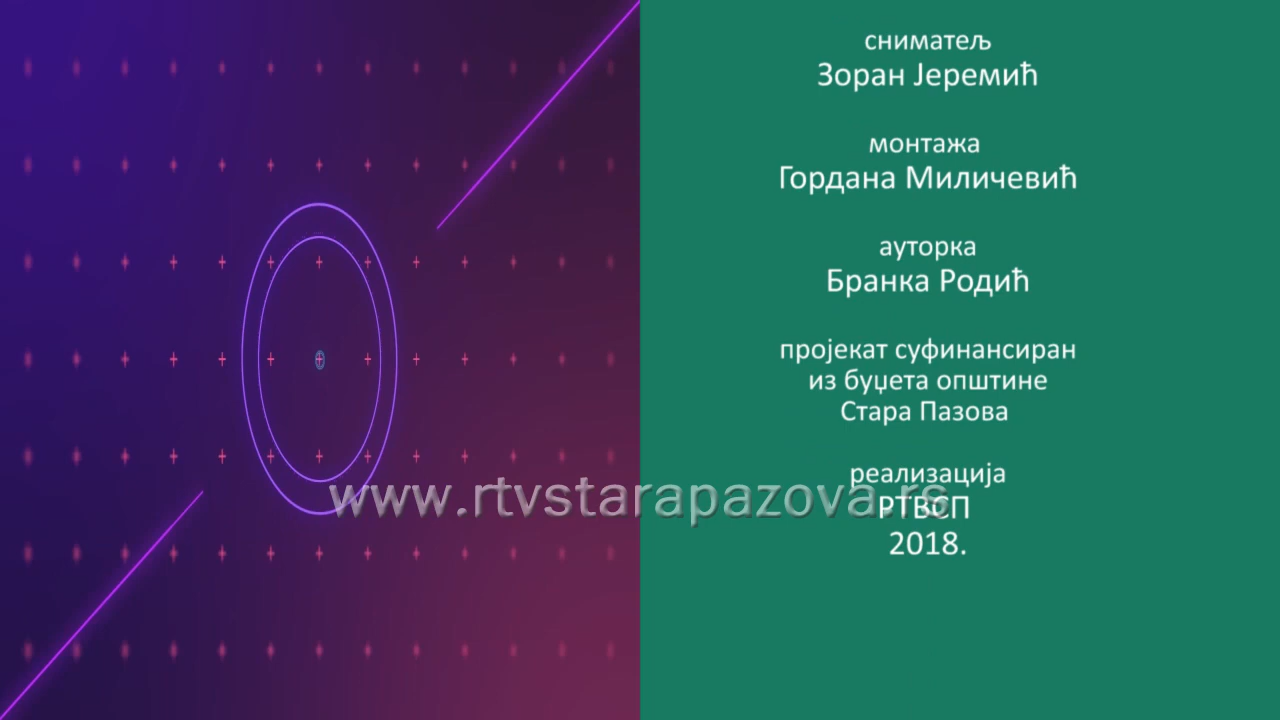 сниматељ
Зоран Јеремић
монтажа
Гордана Миличевић
ауторка
Бранка Родић
пројекат суфинансиран
из буџета општине
Стара Пазова
реализација
www.rtvstarapazova.rs
РТВСП
2018.